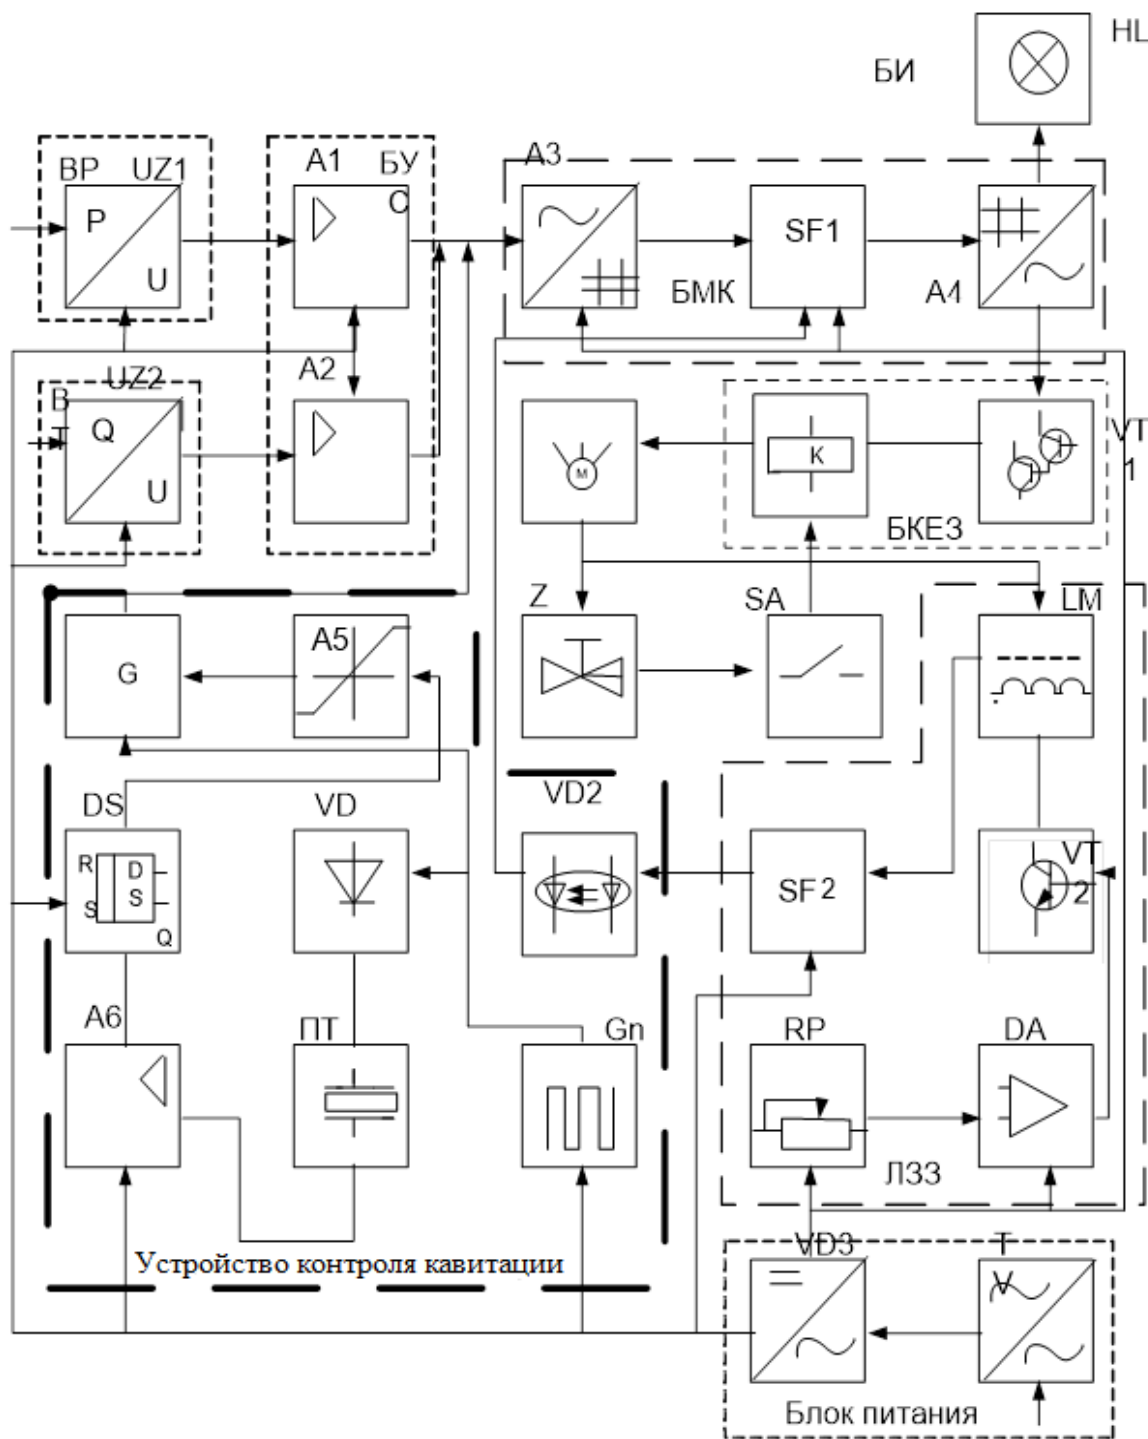 HL
БИ
BP UZ1
P
U
A1
БУ
С
A3
SF1
БМК
A4
A2
UZ2
В
Т
Q
U
M
K
VT
1
БКЕЗ
G
A5
Z
SA
LM
DS
VD
VD2
R
D
S
S
Q
SF2
VT
2
A6
ПТ
Gn
RP
DA
ЛЗЗ
Устройство контроля кавитации
VD3
T
V
Блок питания